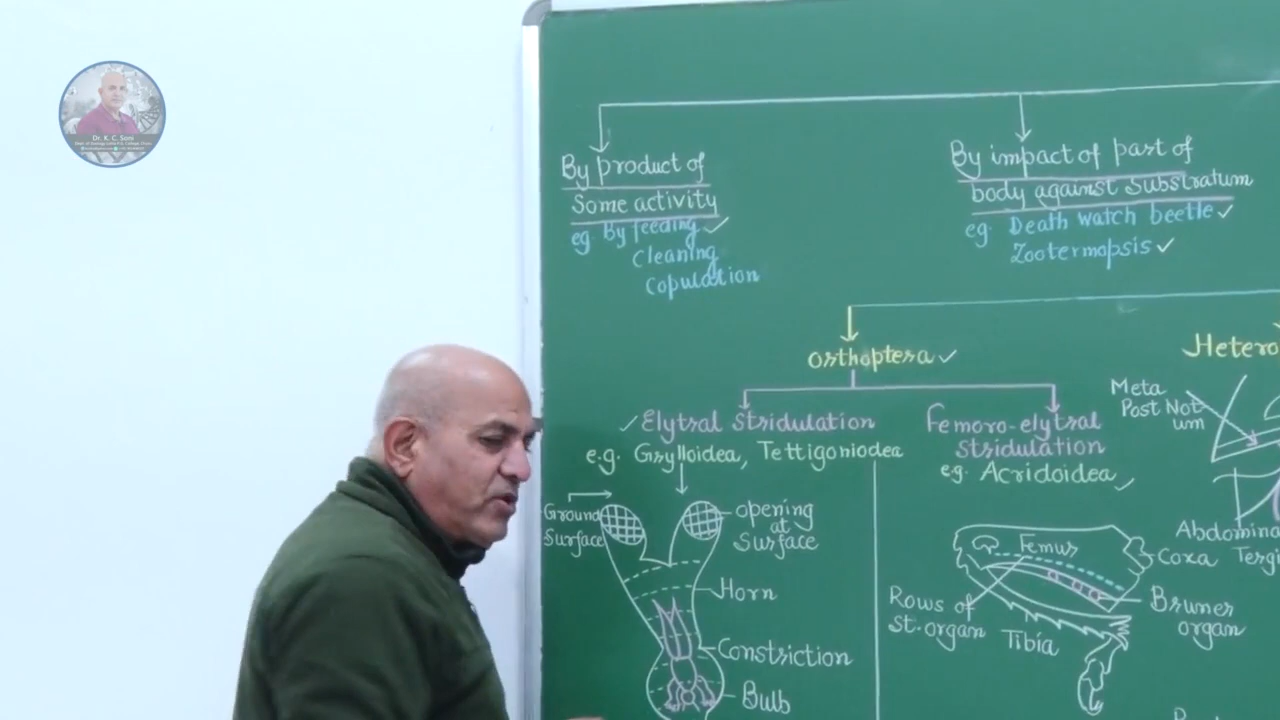 Dr. R. C. Soni
By product of
Some activity
eg. By feeding
Cleaning
Copulation
By impact of part of
body against Substratum
eg. Death watch beetle
Zootermopsis
Orthoptera
Hetero
Elytral Stridulation
e.g. Grylloidea, Tettigoniodea
Femoro-elytral
Stridulation
e.g. Acridoidea
Meta
Post Not
um
Ground
Surface
opening
at
Surface
Horn
Constriction
Bulb
Femur
Coxa
Rows of
St. organ
Tibia
Bruner
organ
Abdomina
Tergi